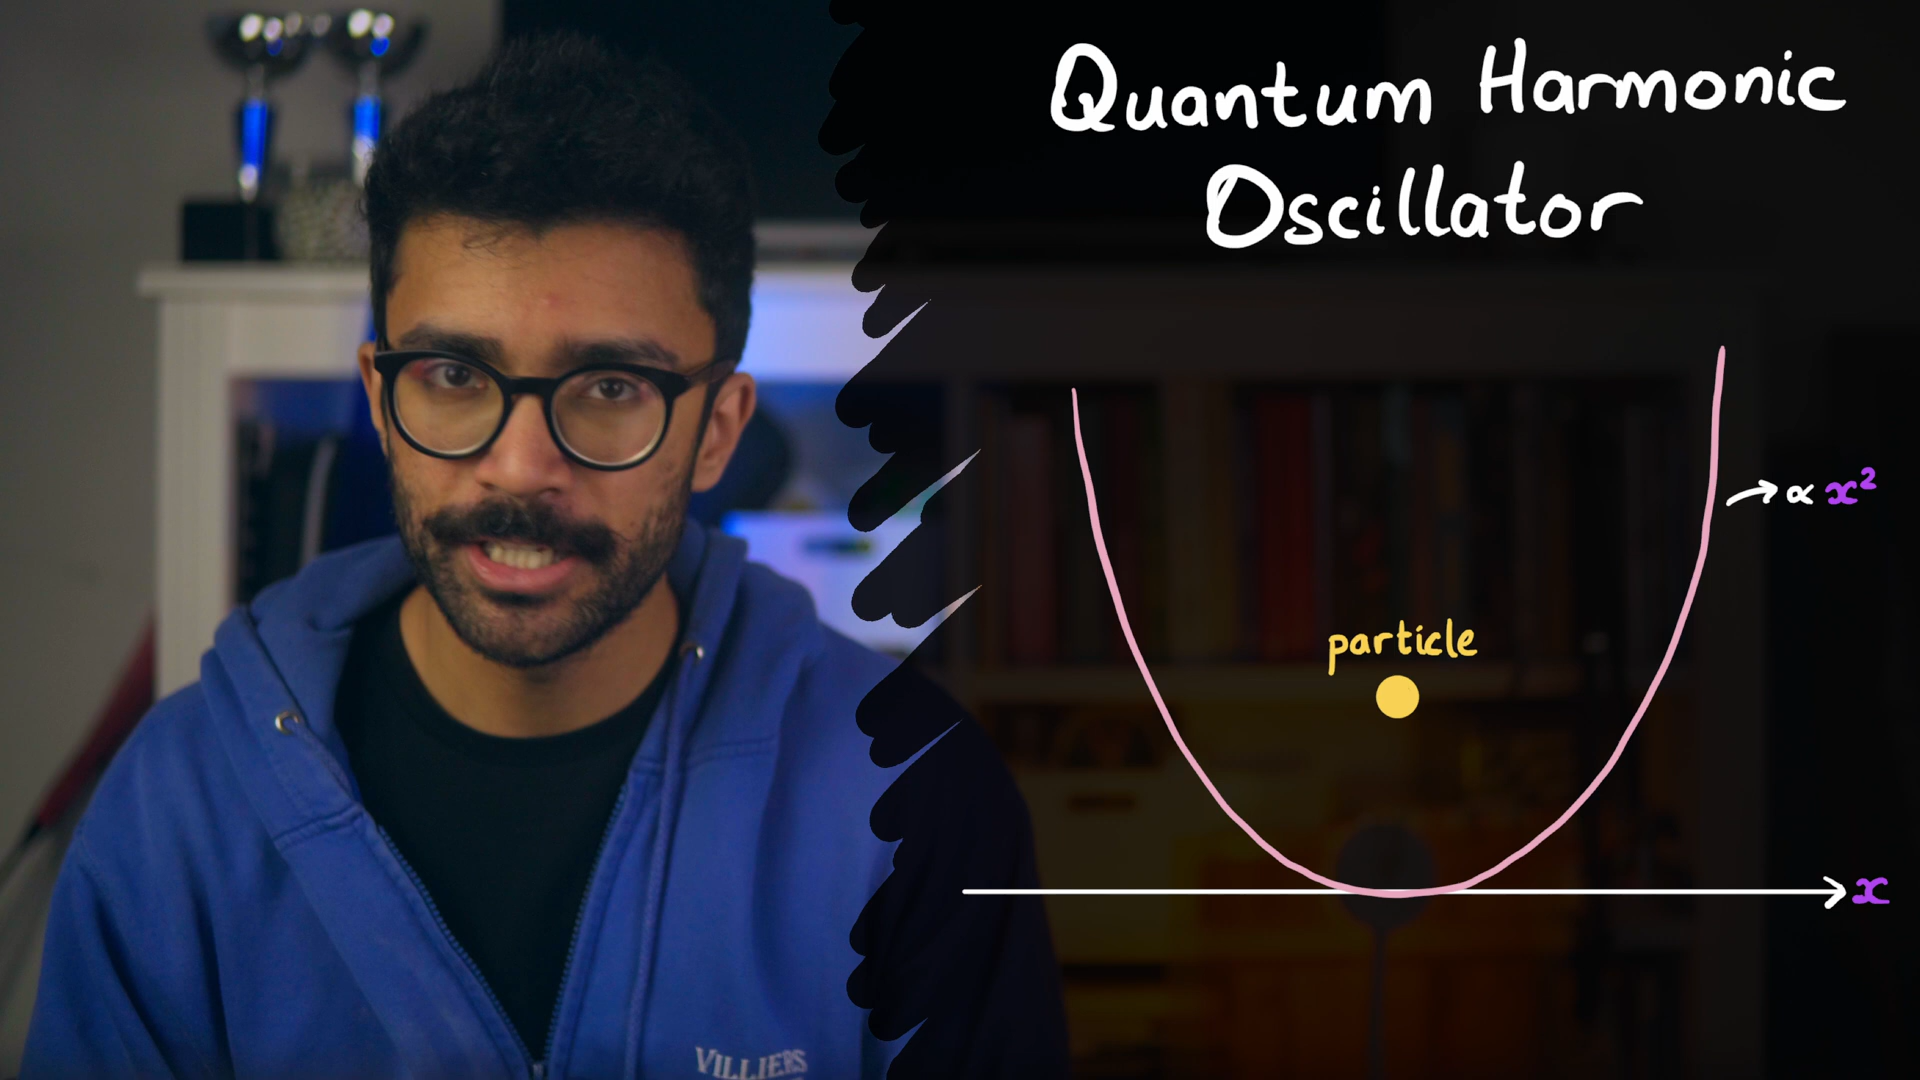 Quantum Harmonic
Oscillator
∝ x²
particle
x
VILLIERS